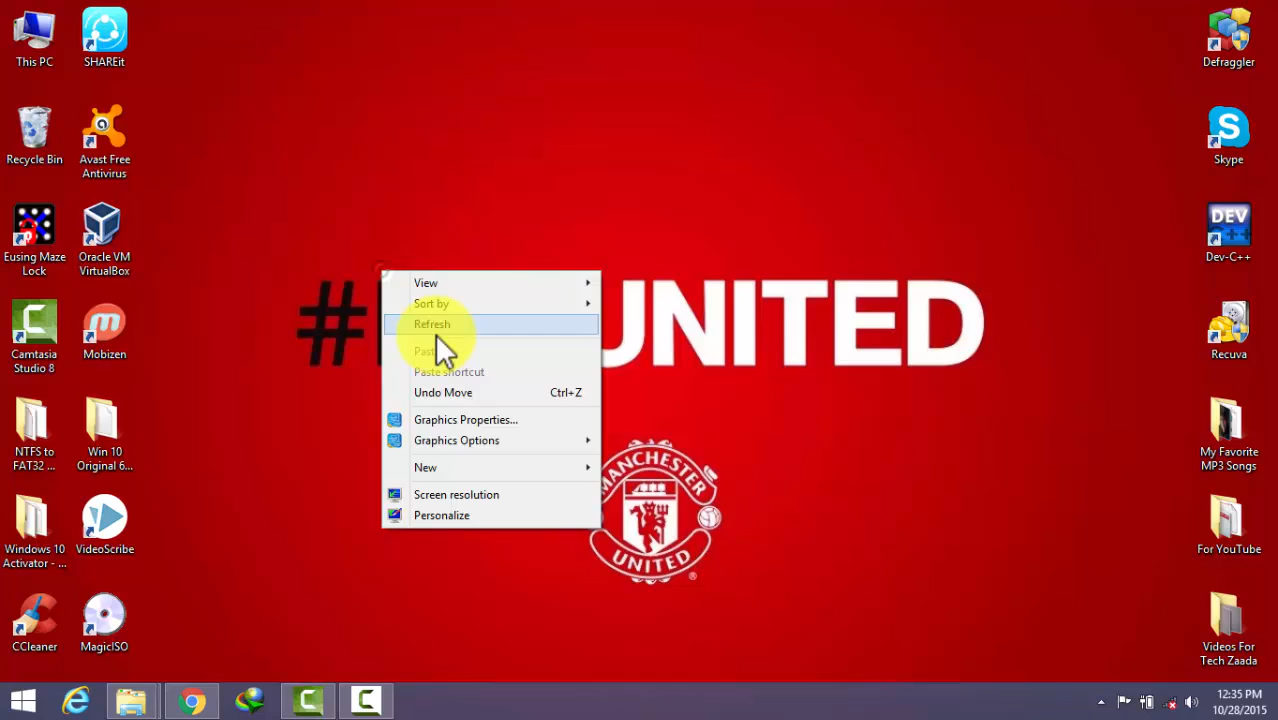 This PC
SHAREit
Recycle Bin
Avast Free
Antivirus
Eusing Maze
Lock
Oracle VM
VirtualBox
Camtasia
Studio 8
Mobizen
NTFS to
FAT32 ...
Win 10
Original 6...
Windows 10
Activator - ...
VideoScribe
CCleaner
MagicISO
#
UNITED
MANCHESTER
UNITED
®
View
Sort by
Refresh
Paste shortcut
Undo Move Ctrl+Z
Graphics Properties...
Graphics Options
New
Screen resolution
Personalize
Defraggler
Skype
DEV
C++
Dev-C++
Recuva
My Favorite
MP3 Songs
For YouTube
Videos For
Tech Zaada
12:35 PM
10/28/2015